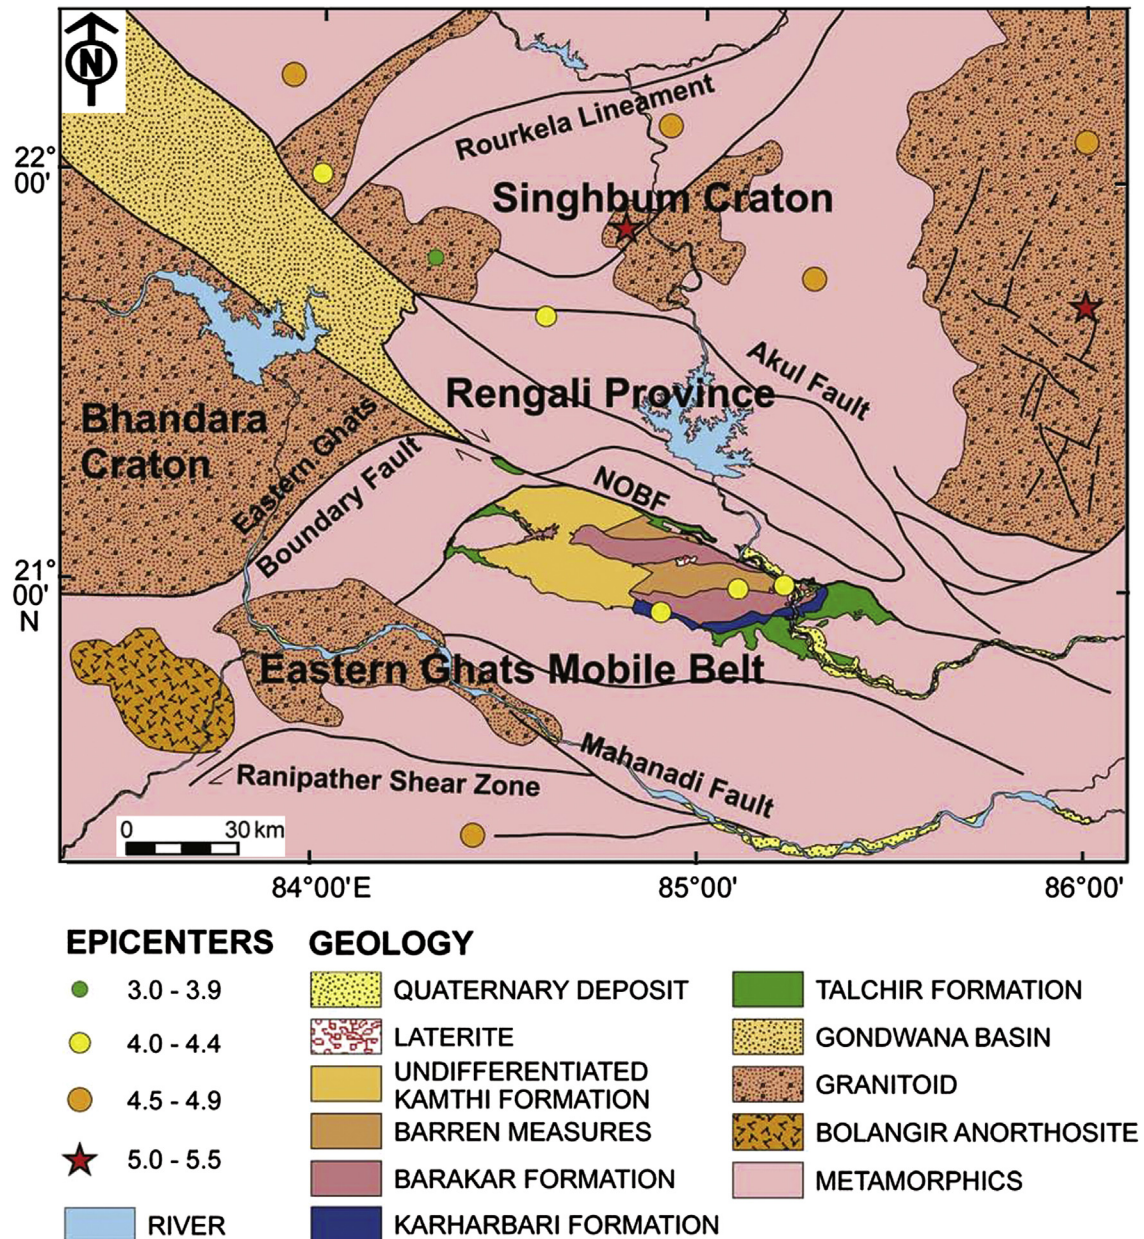 N
22°
00'
Rourkela Lineament
Singhbum Craton
Akul Fault
Rengali Province
Bhandara
Craton
Eastern Ghats
Boundary Fault
NOBF
21°
00'
N
Eastern Ghats Mobile Belt
Mahanadi Fault
Ranipather Shear Zone
0 30 km
84°00'E 85°00' 86°00'
EPICENTERS
3.0 - 3.9
4.0 - 4.4
4.5 - 4.9
5.0 - 5.5
RIVER
GEOLOGY
QUATERNARY DEPOSIT
LATERITE
UNDIFFERENTIATED
KAMTHI FORMATION
BARREN MEASURES
BARAKAR FORMATION
KARHARBARI FORMATION
TALCHIR FORMATION
GONDWANA BASIN
GRANITOID
BOLANGIR ANORTHOSITE
METAMORPHICS